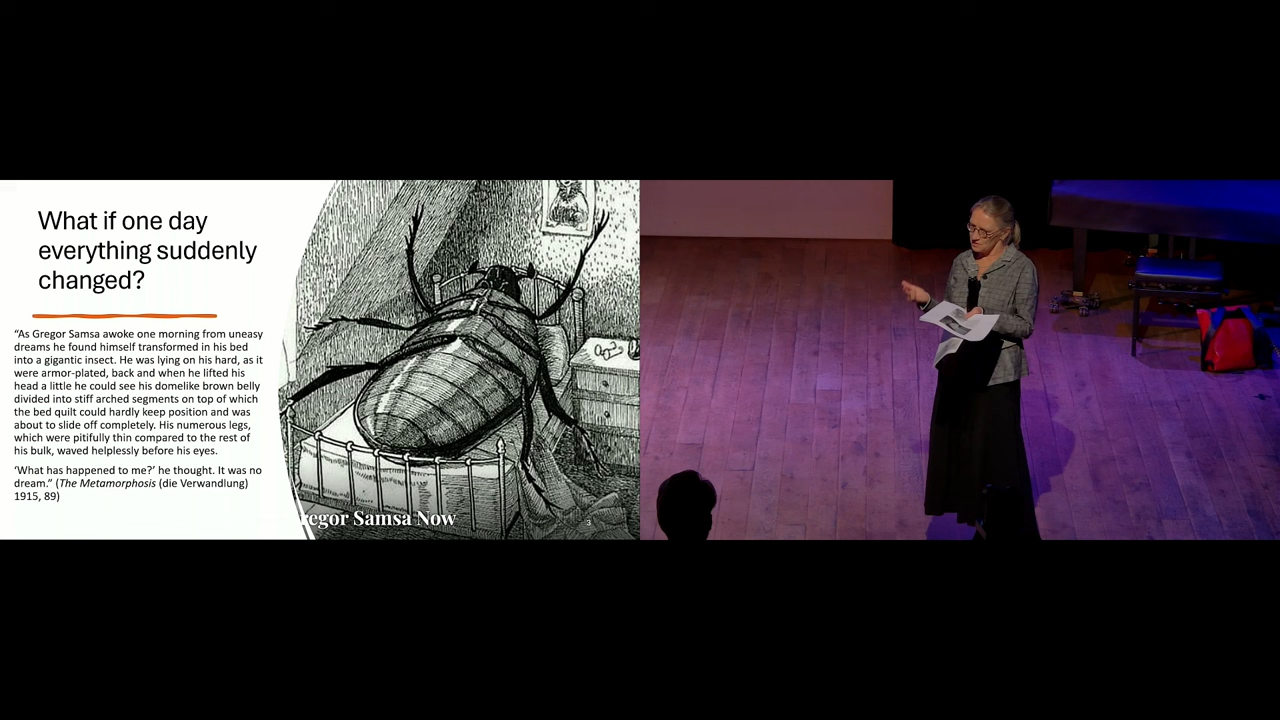 What if one day
everything suddenly
changed?
“As Gregor Samsa awoke one morning from uneasy
dreams he found himself transformed in his bed
into a gigantic insect. He was lying on his hard, as it
were armor-plated, back and when he lifted his
head a little he could see his domelike brown belly
divided into stiff arched segments on top of which
the bed quilt could hardly keep position and was
about to slide off completely. His numerous legs,
which were pitifully thin compared to the rest of
his bulk, waved helplessly before his eyes.
‘What has happened to me?’ he thought. It was no
dream.” (The Metamorphosis (die Verwandlung)
1915, 89)
regor Samsa Now
3